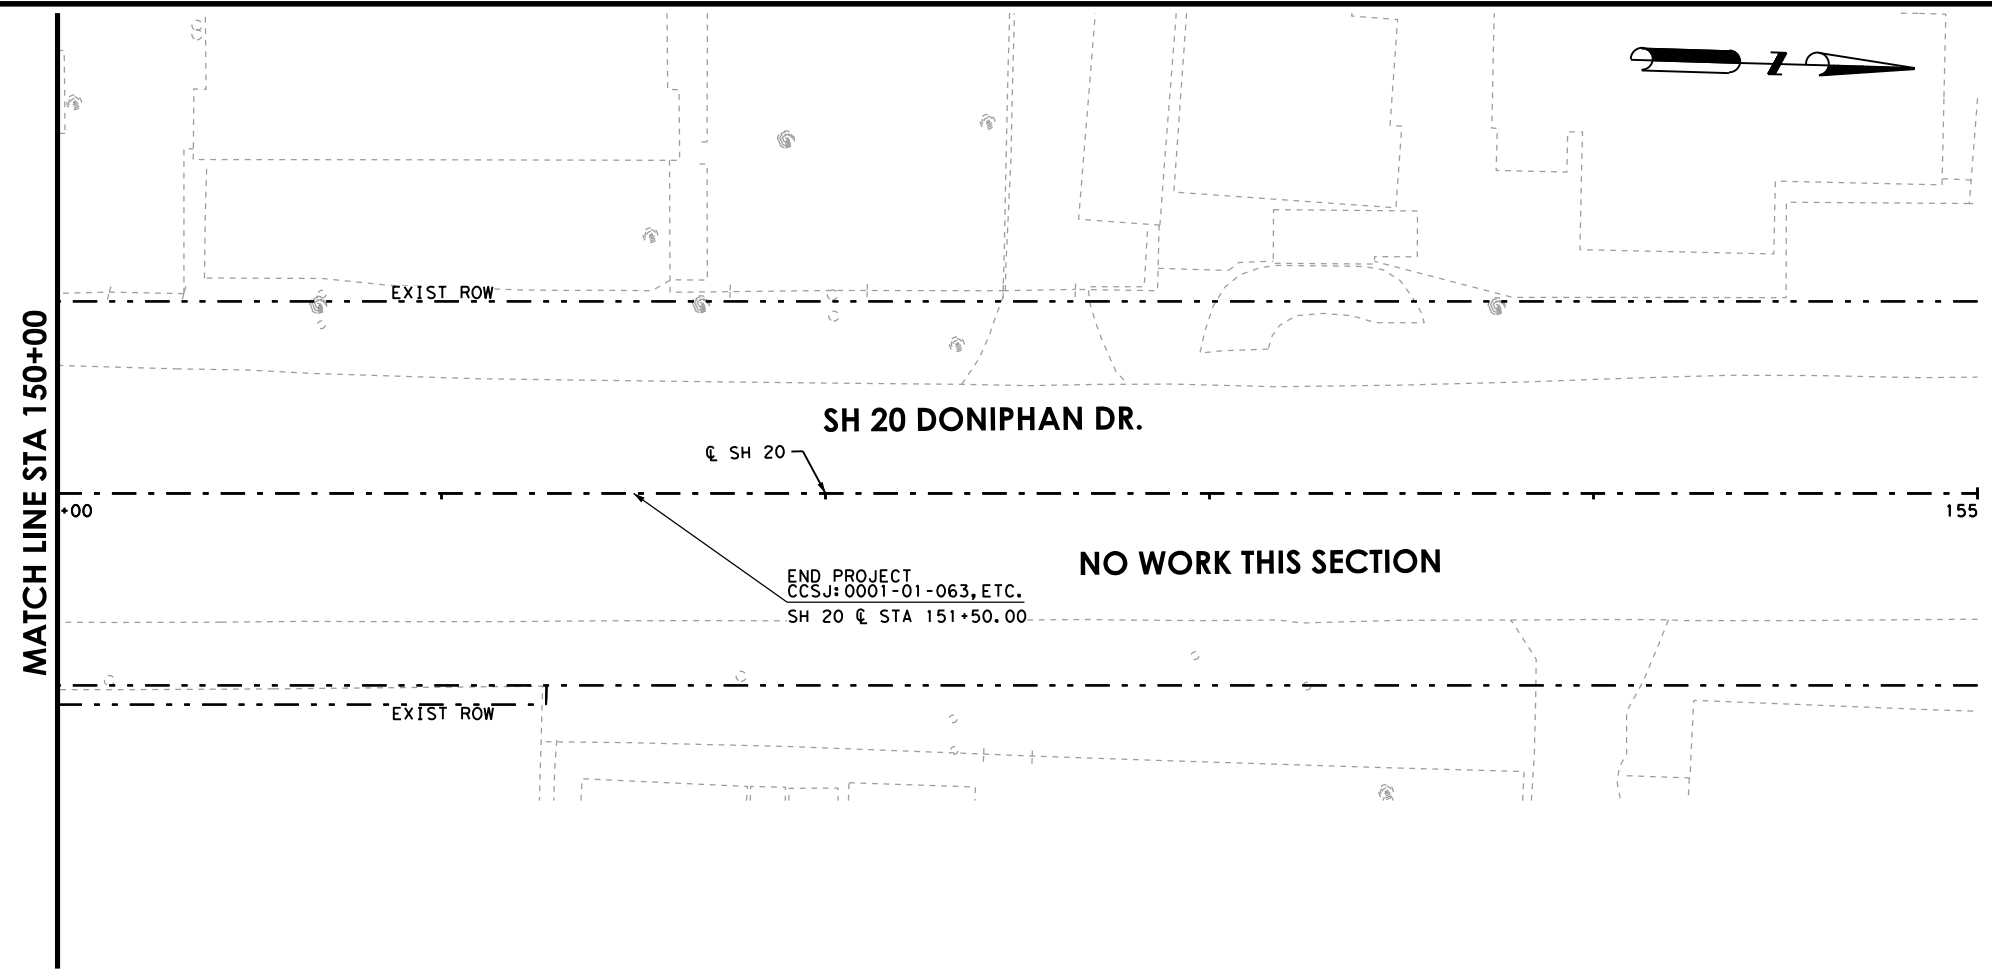 Z
EXIST ROW
MATCH LINE STA 150+00
SH 20 DONIPHAN DR.
℄ SH 20
+00
155
NO WORK THIS SECTION
END PROJECT
CCSJ:0001-01-063,ETC.
SH 20 ℄ STA 151+50.00
EXIST ROW